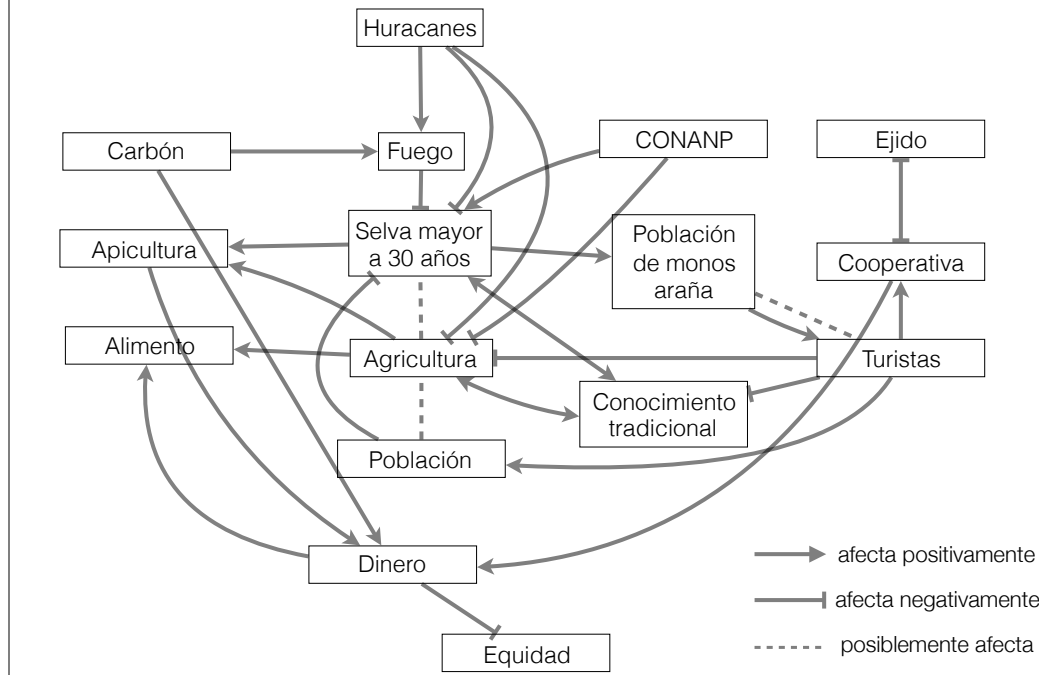 Huracanes
Carbón
Fuego
CONANP
Ejido
Selva mayor
a 30 años
Población
de monos
araña
Apicultura
Cooperativa
Alimento
Agricultura
Turistas
Conocimiento
tradicional
Población
Dinero
Equidad
afecta positivamente
afecta negativamente
posiblemente afecta